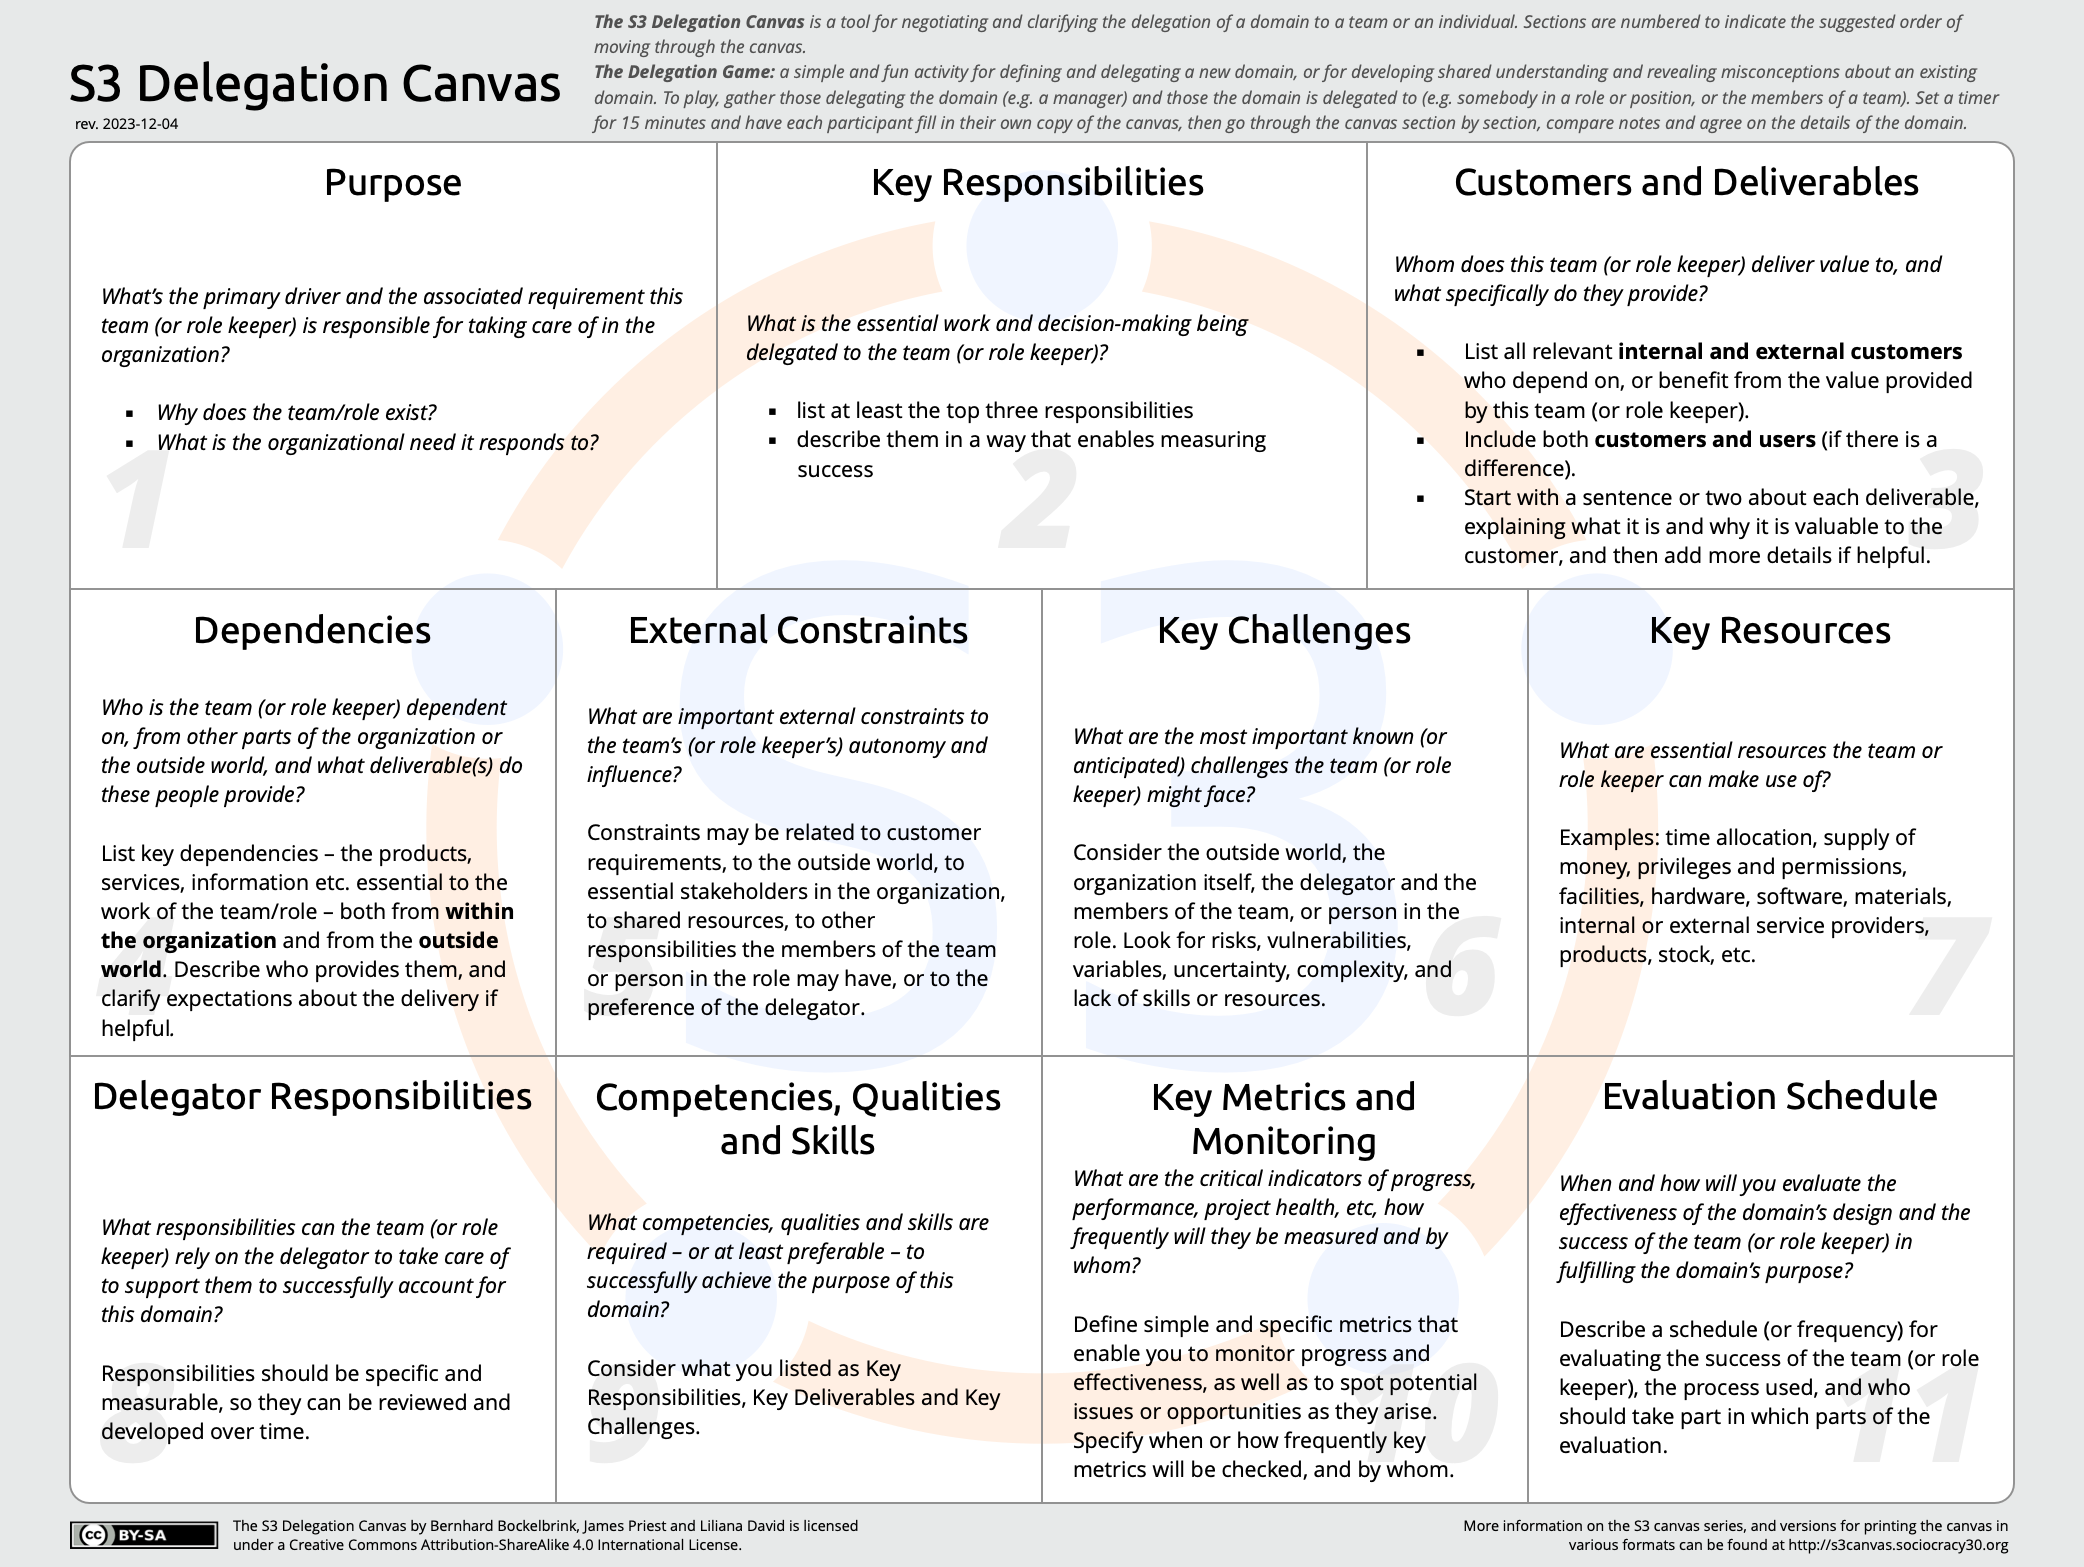 The S3 Delegation Canvas is a tool for negotiating and clarifying the delegation of a domain to a team or an individual. Sections are numbered to indicate the suggested order of
moving through the canvas.
The Delegation Game: a simple and fun activity for defining and delegating a new domain, or for developing shared understanding and revealing misconceptions about an existing
domain. To play, gather those delegating the domain (e.g. a manager) and those the domain is delegated to (e.g. somebody in a role or position, or the members of a team). Set a timer
for 15 minutes and have each participant fill in their own copy of the canvas, then go through the canvas section by section, compare notes and agree on the details of the domain.
S3 Delegation Canvas
rev. 2023-12-04
Purpose
What's the primary driver and the associated requirement this
team (or role keeper) is responsible for taking care of in the
organization?
▪ Why does the team/role exist?
▪ What is the organizational need it responds to?
1
Key Responsibilities
What is the essential work and decision-making being
delegated to the team (or role keeper)?
▪ list at least the top three responsibilities
▪ describe them in a way that enables measuring
success
2
Customers and Deliverables
Whom does this team (or role keeper) deliver value to, and
what specifically do they provide?
▪ List all relevant internal and external customers
who depend on, or benefit from the value provided
by this team (or role keeper).
▪ Include both customers and users (if there is a
difference).
▪ Start with a sentence or two about each deliverable,
explaining what it is and why it is valuable to the
customer, and then add more details if helpful.
3
S3
Dependencies
Who is the team (or role keeper) dependent
on, from other parts of the organization or
the outside world, and what deliverable(s) do
these people provide?
List key dependencies – the products,
services, information etc. essential to the
work of the team/role – both from within
the organization and from the outside
world. Describe who provides them, and
clarify expectations about the delivery if
helpful.
4
External Constraints
What are important external constraints to
the team's (or role keeper's) autonomy and
influence?
Constraints may be related to customer
requirements, to the outside world, to
essential stakeholders in the organization,
to shared resources, to other
responsibilities the members of the team
or person in the role may have, or to the
preference of the delegator.
5
Key Challenges
What are the most important known (or
anticipated) challenges the team (or role
keeper) might face?
Consider the outside world, the
organization itself, the delegator and the
members of the team, or person in the
role. Look for risks, vulnerabilities,
variables, uncertainty, complexity, and
lack of skills or resources.
6
Key Resources
What are essential resources the team or
role keeper can make use of?
Examples: time allocation, supply of
money, privileges and permissions,
facilities, hardware, software, materials,
internal or external service providers,
products, stock, etc.
7
Delegator Responsibilities
What responsibilities can the team (or role
keeper) rely on the delegator to take care of
to support them to successfully account for
this domain?
Responsibilities should be specific and
measurable, so they can be reviewed and
developed over time.
8
Competencies, Qualities
and Skills
What competencies, qualities and skills are
required – or at least preferable – to
successfully achieve the purpose of this
domain?
Consider what you listed as Key
Responsibilities, Key Deliverables and Key
Challenges.
9
Key Metrics and
Monitoring
What are the critical indicators of progress,
performance, project health, etc, how
frequently will they be measured and by
whom?
Define simple and specific metrics that
enable you to monitor progress and
effectiveness, as well as to spot potential
issues or opportunities as they arise.
Specify when or how frequently key
metrics will be checked, and by whom.
10
Evaluation Schedule
When and how will you evaluate the
effectiveness of the domain's design and the
success of the team (or role keeper) in
fulfilling the domain's purpose?
Describe a schedule (or frequency) for
evaluating the success of the team (or role
keeper), the process used, and who
should take part in which parts of the
evaluation.
11
cc BY-SA
The S3 Delegation Canvas by Bernhard Bockelbrink, James Priest and Liliana David is licensed
under a Creative Commons Attribution-ShareAlike 4.0 International License.
More information on the S3 canvas series, and versions for printing the canvas in
various formats can be found at http://s3canvas.sociocracy30.org